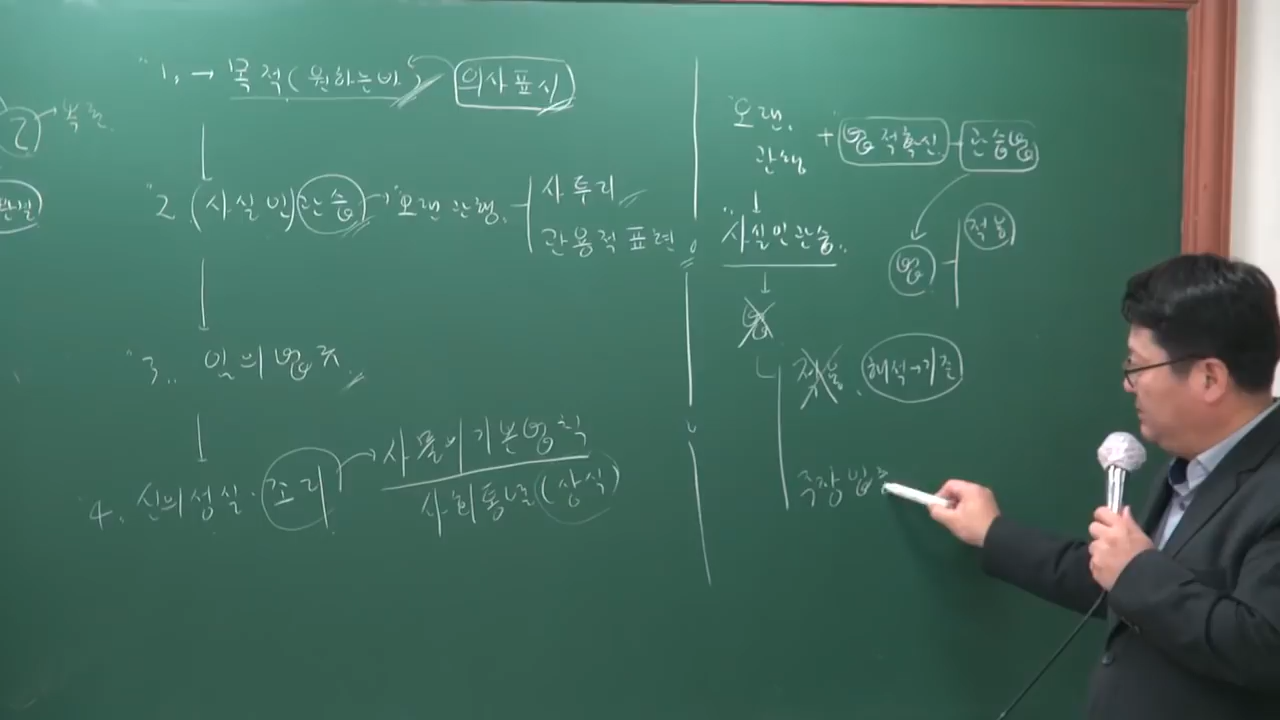 1. → 목적(원하는바) 의사표시
2. (사실인)관습 → 오랜 관행. 사투리
관용적표현
3. 임의법규
4. 신의성실. 조리 → 사물의 기본법칙
사회통념(상식)
오랜 + 법적확신 - 관습법
관행
적용
사실인관습.
법
법
적용. 해석→기준
주장 입증